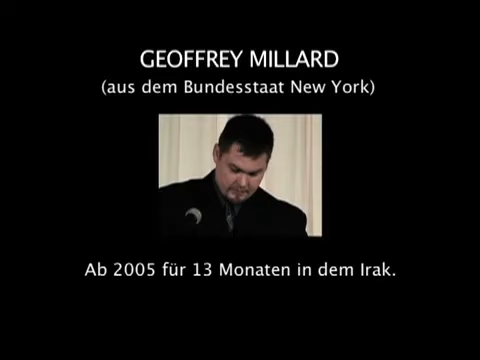 GEOFFREY MILLARD
(aus dem Bundesstaat New York)
Ab 2005 für 13 Monaten in dem Irak.